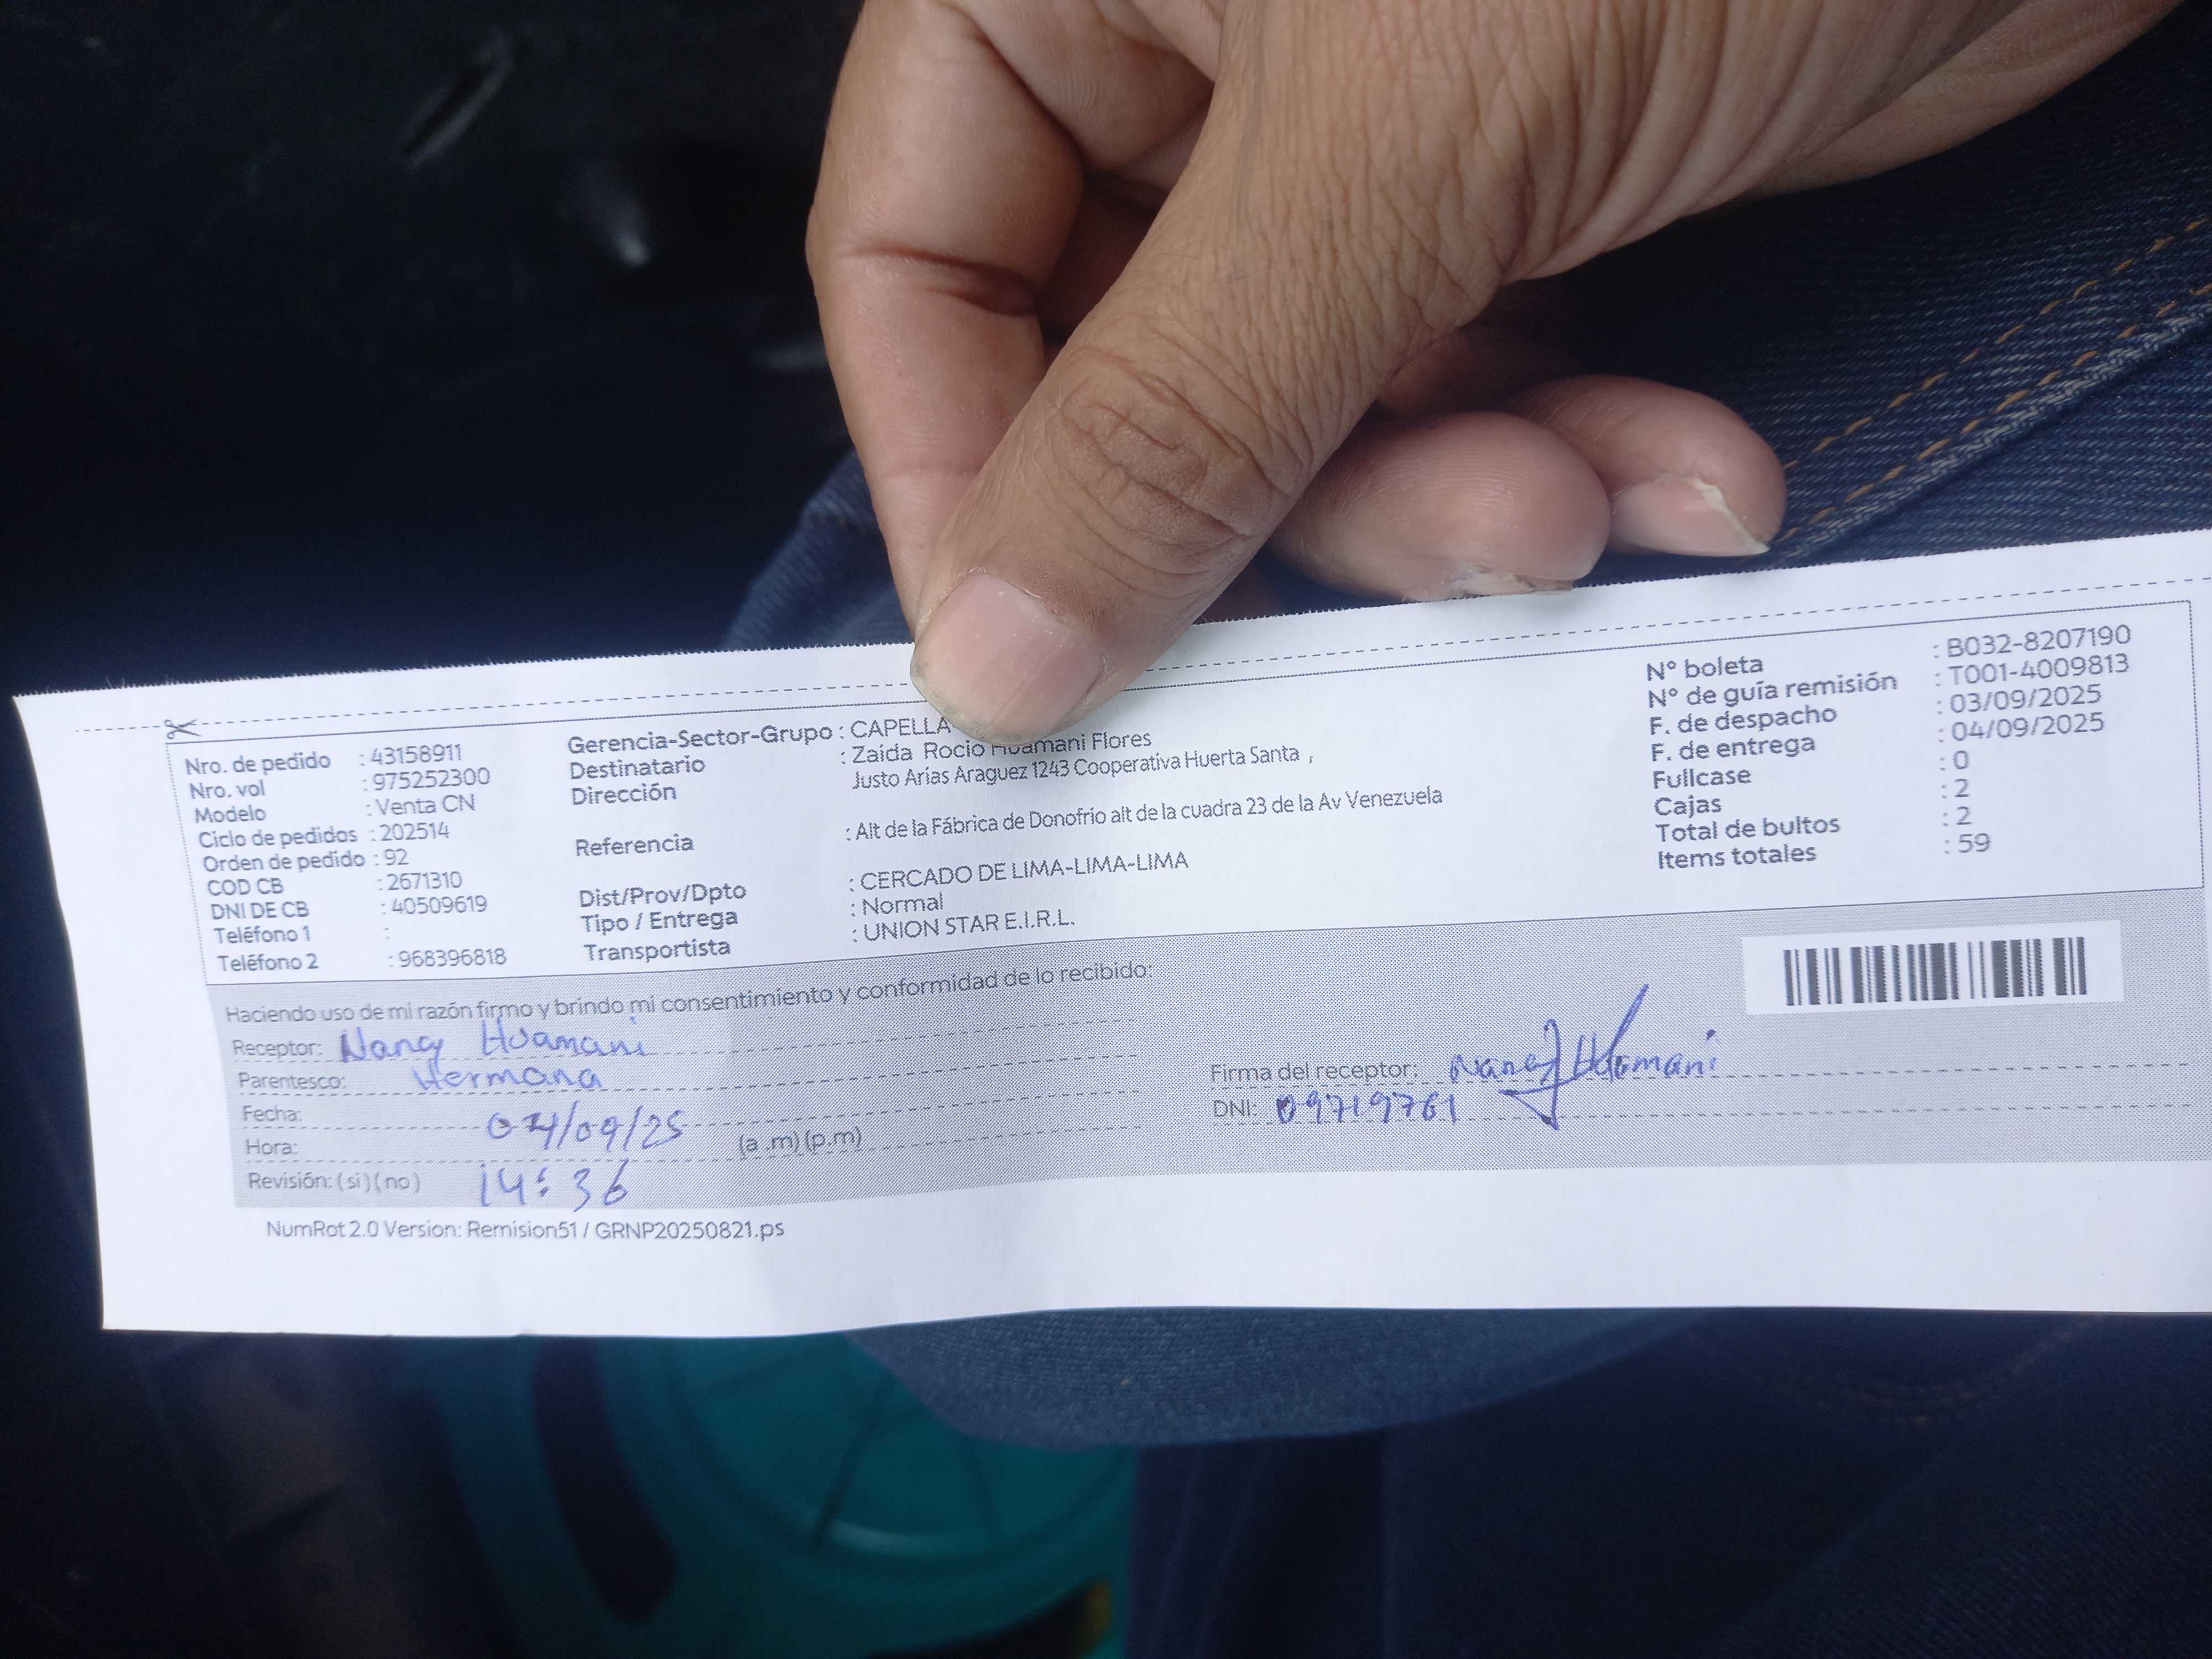 Nro. de pedido : 43158911
Nro. vol : 975252300
Modelo : Venta CN
Ciclo de pedidos : 202514
Orden de pedido : 92
COD CB : 2671310
DNI DE CB : 40509619
Teléfono 1 :
Teléfono 2 : 968396818
Gerencia-Sector-Grupo : CAPELLA
Destinatario : Zaida Rocio Huamani Flores
Dirección Justo Arias Araguez 1243 Cooperativa Huerta Santa ,
Referencia : Alt de la Fábrica de Donofrio alt de la cuadra 23 de la Av Venezuela
Dist/Prov/Dpto : CERCADO DE LIMA-LIMA-LIMA
Tipo / Entrega : Normal
Transportista : UNION STAR E.I.R.L.
N° boleta : B032-8207190
N° de guía remisión : T001-4009813
F. de despacho : 03/09/2025
F. de entrega : 04/09/2025
Fullcase : 0
Cajas : 2
Total de bultos : 2
Items totales : 59
Haciendo uso de mi razón firmo y brindo mi consentimiento y conformidad de lo recibido:
Receptor: Nancy Huamani
Parentesco: Hermana
Fecha: 04/09/25
Hora: (a .m) (p.m)
Revisión: (si) (no) 14:36
Firma del receptor: Nancy Huamani
DNI: 09719761
NumRot 2.0 Version: Remision51 / GRNP20250821.ps